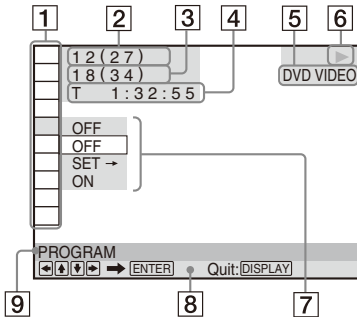 1 2 3 4 5 6
12(27)
18(34)
T 1:32:55
DVD VIDEO
OFF
OFF
SET →
ON
PROGRAM
ENTER Quit: DISPLAY
9 8 7